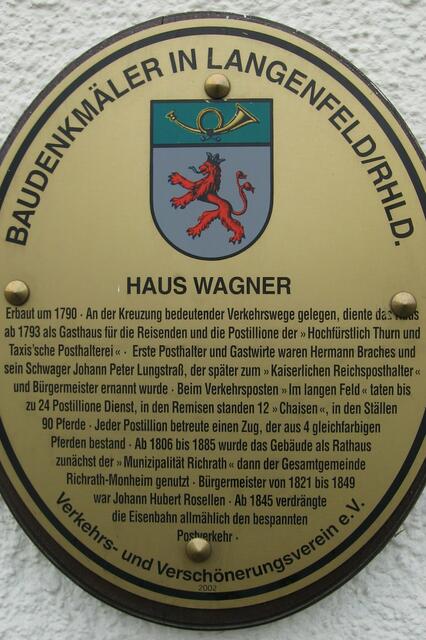 BAUDENKMÄLER IN LANGENFELD/RHLD.
HAUS WAGNER
Erbaut um 1790 · An der Kreuzung bedeutender Verkehrswege gelegen, diente das Haus
ab 1793 als Gasthaus für die Reisenden und die Postillione der »Hochfürstlich Thurn und
Taxis'sche Posthalterei« · Erste Posthalter und Gastwirte waren Hermann Braches und
sein Schwager Johann Peter Lungstraß, der später zum »Kaiserlichen Reichsposthalter«
und Bürgermeister ernannt wurde · Beim Verkehrsposten »Im langen Feld« taten bis
zu 24 Postillione Dienst, in den Remisen standen 12 »Chaisen«, in den Ställen
90 Pferde · Jeder Postillion betreute einen Zug, der aus 4 gleichfarbigen
Pferden bestand · Ab 1806 bis 1885 wurde das Gebäude als Rathaus
zunächst der »Munizipalität Richrath« dann der Gesamtgemeinde
Richrath-Monheim genutzt · Bürgermeister von 1821 bis 1849
war Johann Hubert Rosellen · Ab 1845 verdrängte
die Eisenbahn allmählich den bespannten
Postverkehr ·
Verkehrs- und Verschönerungsverein e.V.
2002